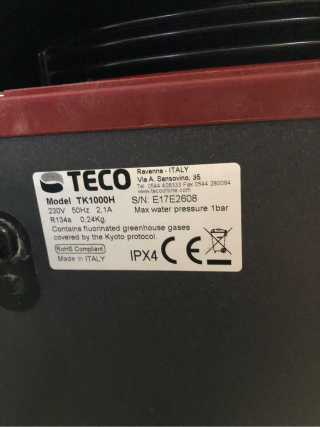 TECO
Ravenna - ITALY
Via A. Sansovino, 35
Tel. 0544 408333 Fax 0544 280084
www.tecoonline.com
Model TK1000H
S/N: E17E2608
230V 50Hz 2,1A
Max water pressure 1bar
R134a 0,24Kg.
Contains fluorinated greenhouse gases
covered by the Kyoto protocol.
RoHS Compliant
Made in ITALY
IPX4 CE